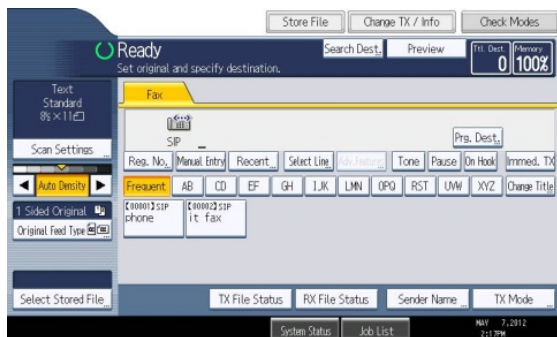 Store File Change TX / Info Check Modes
Ready
Set original and specify destination.
Search Dest. Preview
Ttl. Dest. Memory
0 100%
Text
Standard
8½×11
Scan Settings
Auto Density
1 Sided Original
Original Feed Type
Select Stored File
Fax
SIP _
Prg. Dest.
Reg. No. Manual Entry Recent Select Line Adv.Features Tone Pause On Hook Immed. TX
Frequent AB CD EF GH IJK LMN OPQ RST UVW XYZ Change Title
【00001】SIP 【00002】SIP
phone it fax
TX File Status RX File Status Sender Name TX Mode
System Status Job List
MAY 7,2012
2:17PM